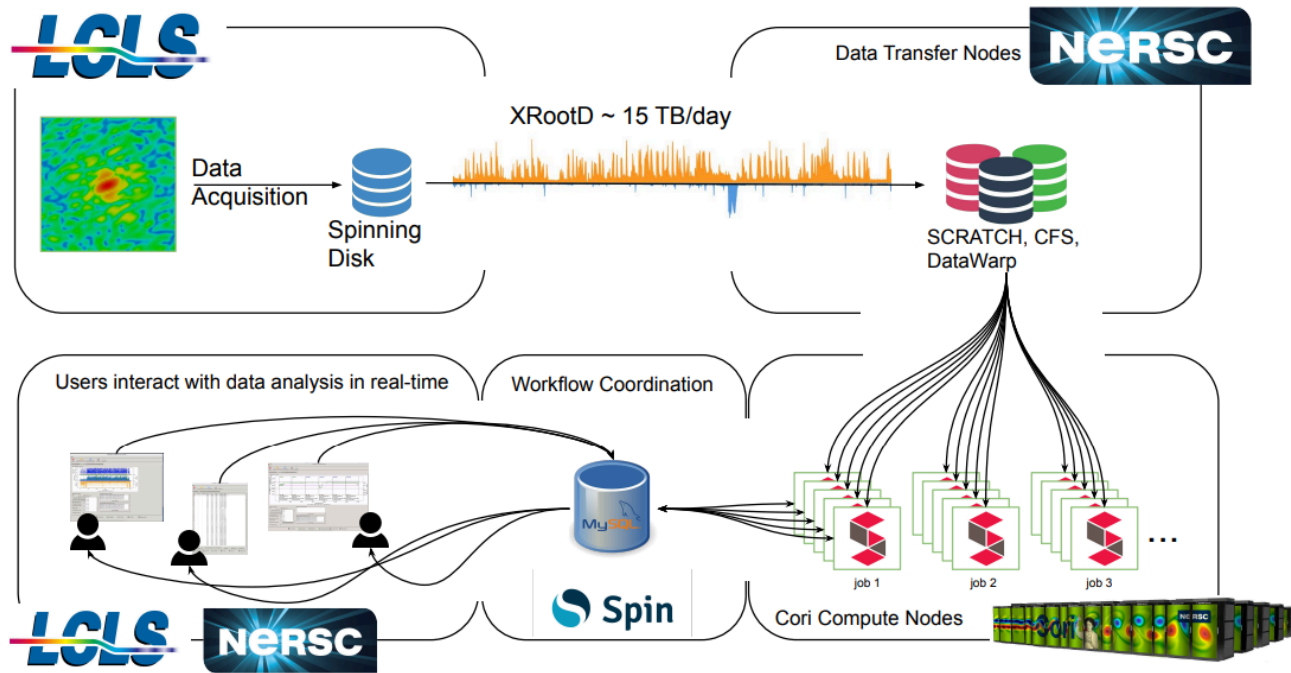 LCLS
Data Transfer Nodes
NERSC
XRootD ~ 15 TB/day
Data
Acquisition
Spinning
Disk
SCRATCH, CFS,
DataWarp
Users interact with data analysis in real-time
Workflow Coordination
MySQL
job 1
job 2
job 3
...
LCLS
NERSC
Spin
Cori Compute Nodes
cori
NERSC